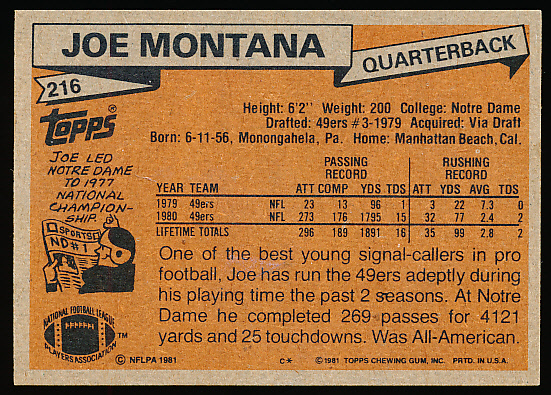 JOE MONTANA
QUARTERBACK
216
TOPPS®
Height: 6'2" Weight: 200 College: Notre Dame
Drafted: 49ers #3-1979 Acquired: Via Draft
Born: 6-11-56, Monongahela, Pa. Home: Manhattan Beach, Cal.
JOE LED
NOTRE DAME
TO 1977
NATIONAL
CHAMPION-
SHIP.
SPORTS
ND#1
PASSING RUSHING
RECORD RECORD
YEAR TEAM ATT COMP YDS TDS ATT YDS AVG TDS
1979 49ers NFL 23 13 96 1 3 22 7.3 0
1980 49ers NFL 273 176 1795 15 32 77 2.4 2
LIFETIME TOTALS 296 189 1891 16 35 99 2.8 2
One of the best young signal-callers in pro
football, Joe has run the 49ers adeptly during
his playing time the past 2 seasons. At Notre
Dame he completed 269 passes for 4121
yards and 25 touchdowns. Was All-American.
NATIONAL FOOTBALL LEAGUE
PLAYERS ASSOCIATION
™
© NFLPA 1981
C*
©1981 TOPPS CHEWING GUM, INC. PRTD. IN U.S.A.